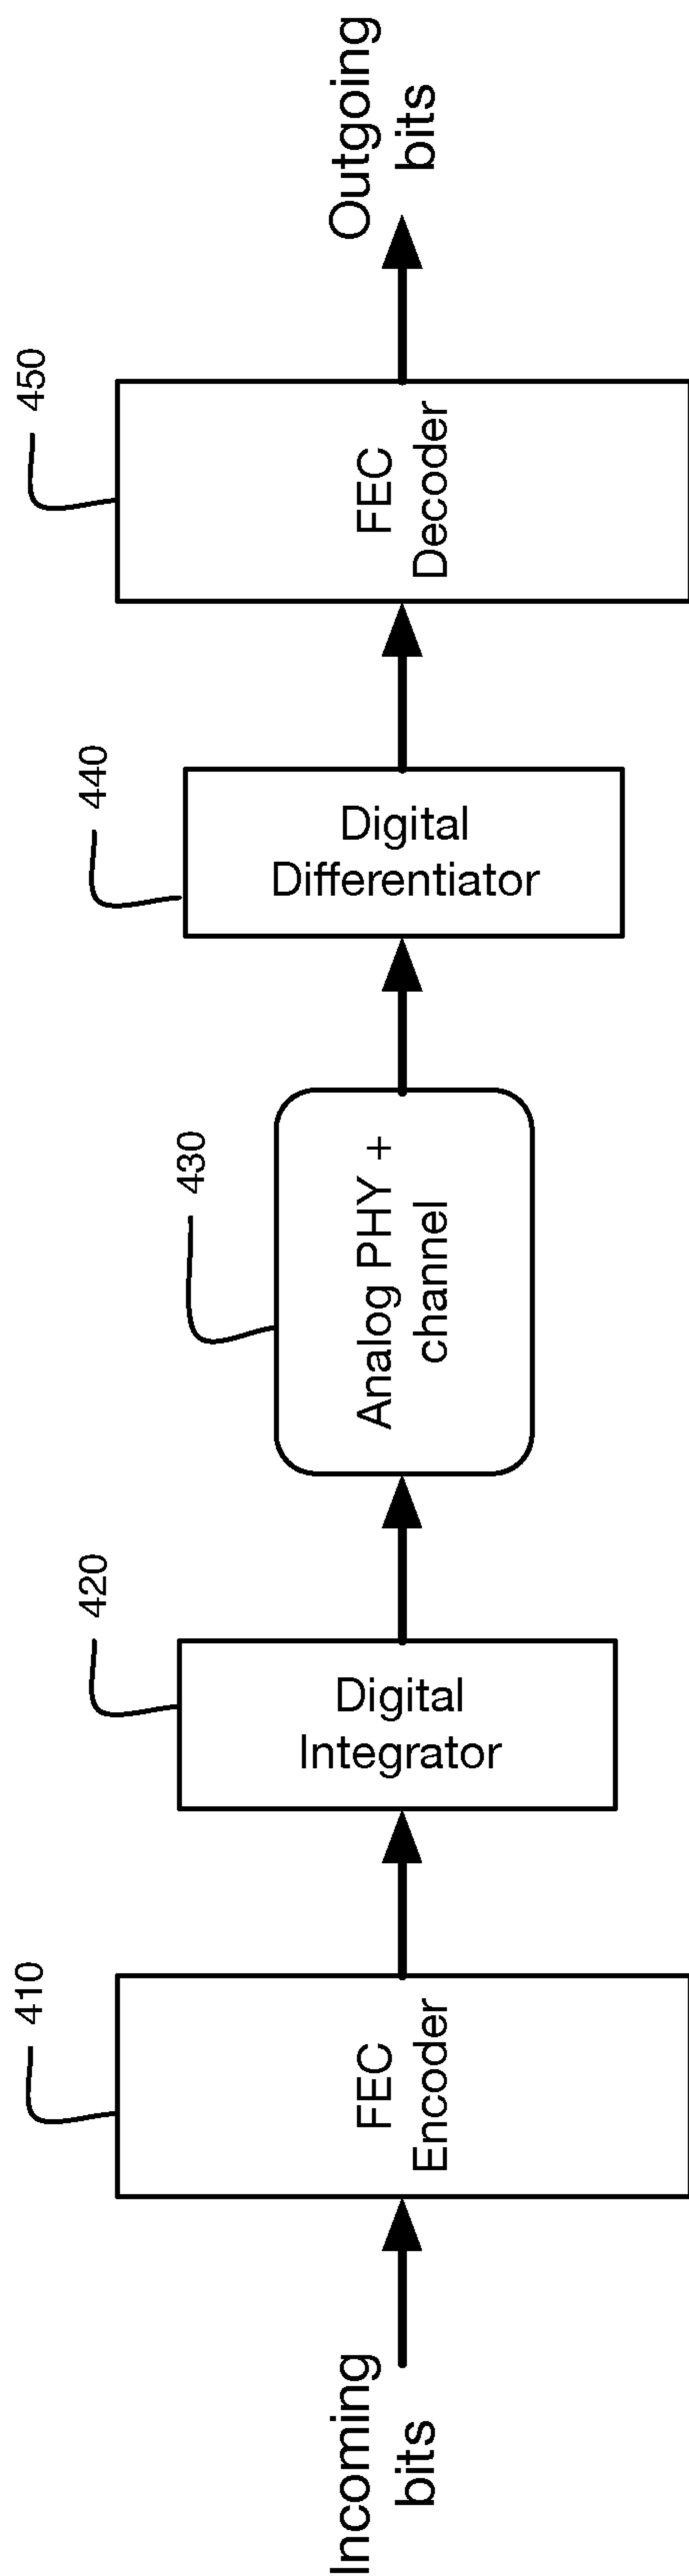 Incoming
bits
410
FEC
Encoder
420
Digital
Integrator
430
Analog PHY +
channel
440
Digital
Differentiator
450
FEC
Decoder
Outgoing
bits